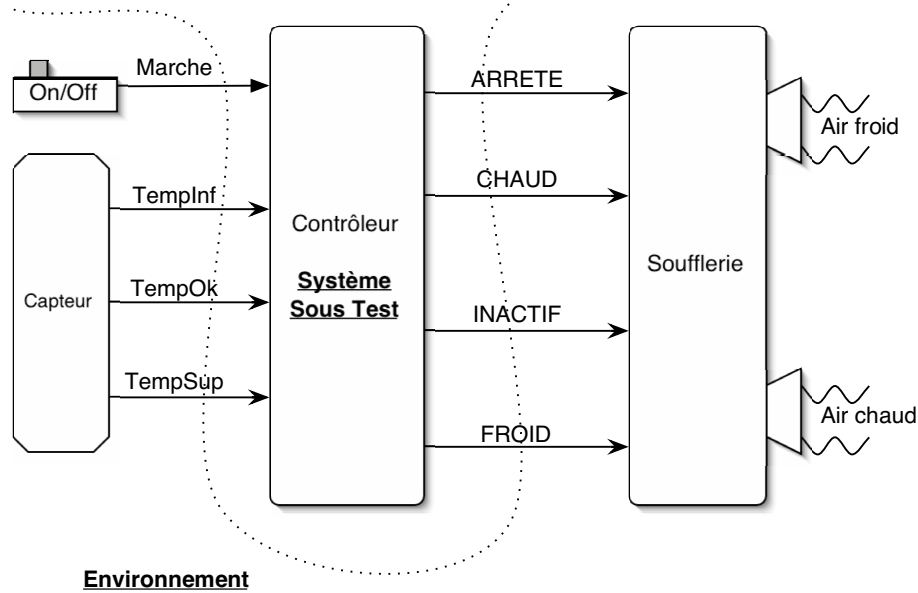 Marche
On/Off
TempInf
Capteur
TempOk
TempSup
Contrôleur
Système
Sous Test
ARRETE
CHAUD
INACTIF
FROID
Soufflerie
Air froid
Air chaud
Environnement